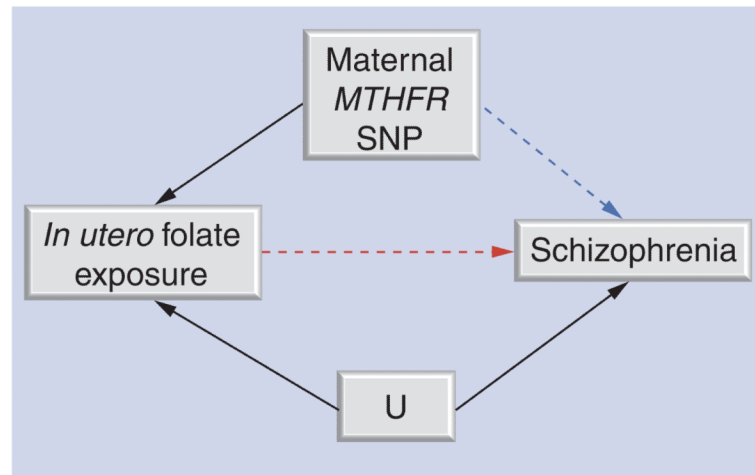 Maternal
MTHFR
SNP
In utero folate
exposure
Schizophrenia
U